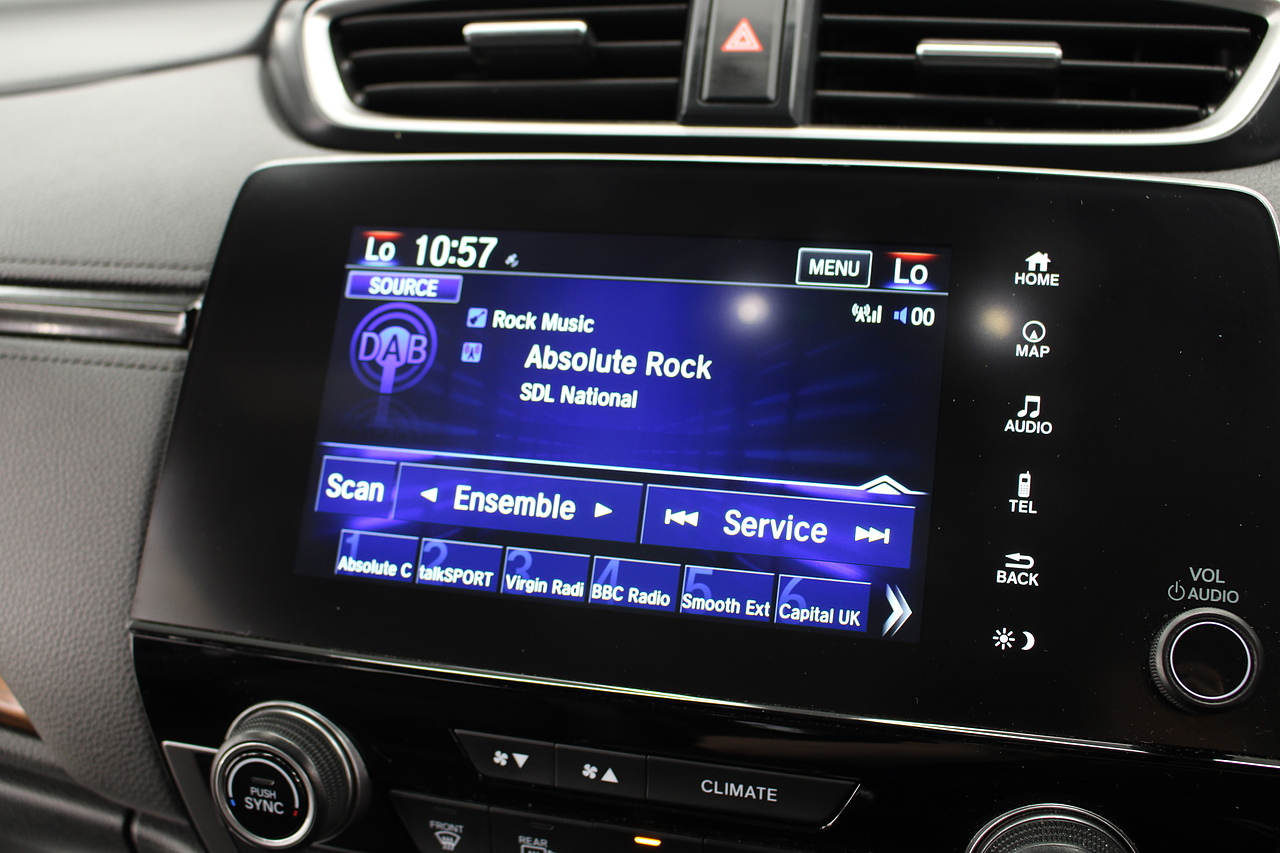 Lo 10:57 MENU Lo
SOURCE
00
DAB
Rock Music
Absolute Rock
SDL National
Scan Ensemble Service
1 Absolute C
2 talkSPORT
3 Virgin Radi
4 BBC Radio
5 Smooth Ext
6 Capital UK
HOME
MAP
AUDIO
TEL
BACK
VOL
AUDIO
PUSH
SYNC
CLIMATE
FRONT
REAR